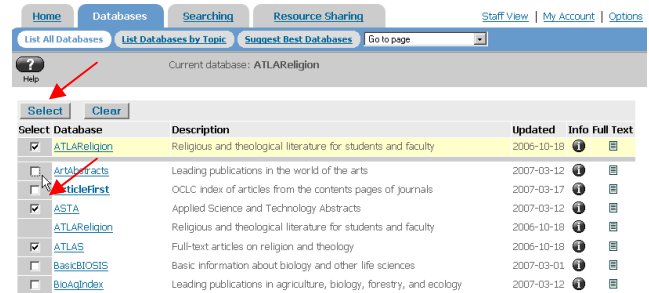 Home Databases Searching Resource Sharing Staff View | My Account | Options
List All Databases List Databases by Topic Suggest Best Databases Go to page
? Current database: ATLAReligion
Help
Select Clear
Select Database Description Updated Info Full Text
ATLAReligion Religious and theological literature for students and faculty 2006-10-18
ArtAbstracts Leading publications in the world of the arts 2007-03-12
ArticleFirst OCLC index of articles from the contents pages of journals 2007-03-17
ASTA Applied Science and Technology Abstracts 2007-03-12
ATLAReligion Religious and theological literature for students and faculty 2006-10-18
ATLAS Full-text articles on religion and theology 2006-10-18
BasicBIOSIS Basic information about biology and other life sciences 2007-03-01
BioAgIndex Leading publications in agriculture, biology, forestry, and ecology 2007-03-12